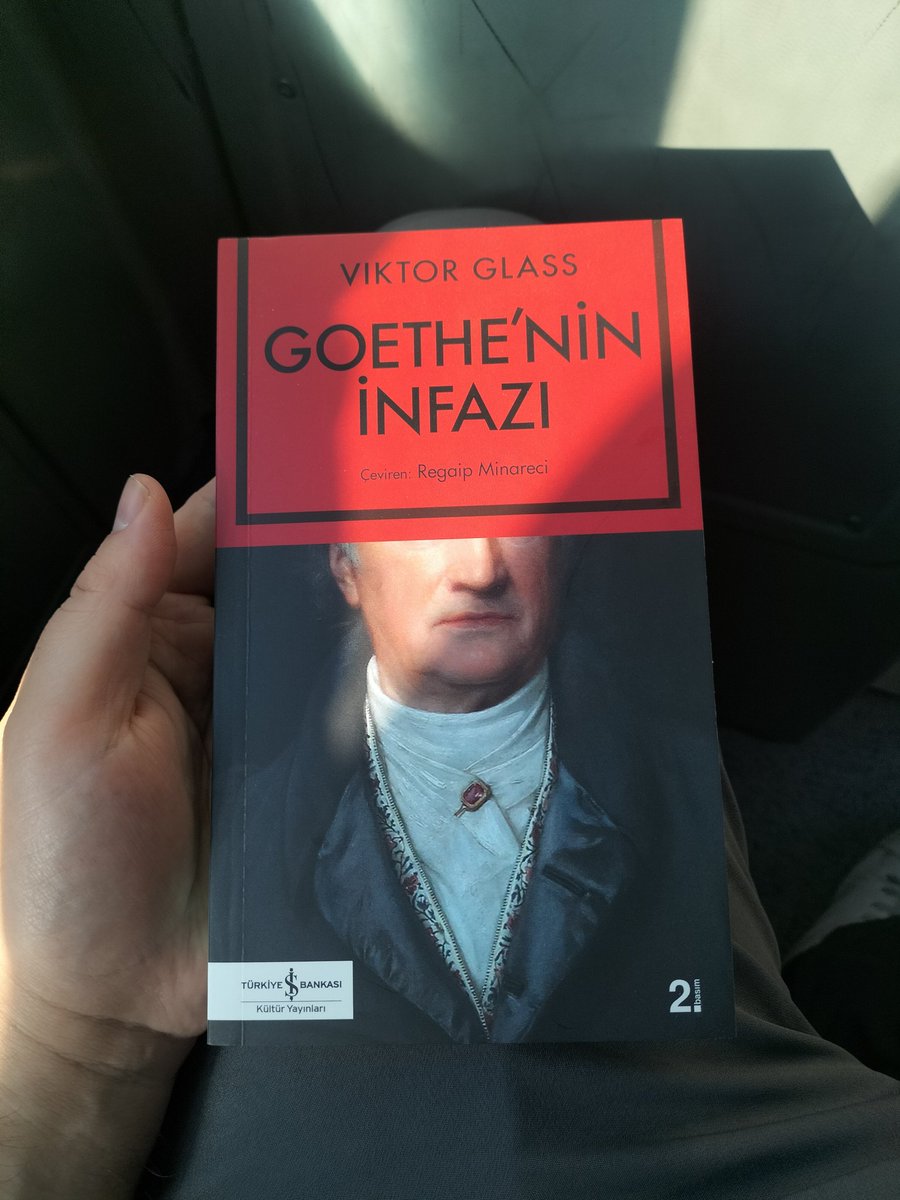 VIKTOR GLASS
GOETHE'NİN
İNFAZI
Çeviren: Regaip Minareci
TÜRKİYE İŞ BANKASI
Kültür Yayınları
2. basım